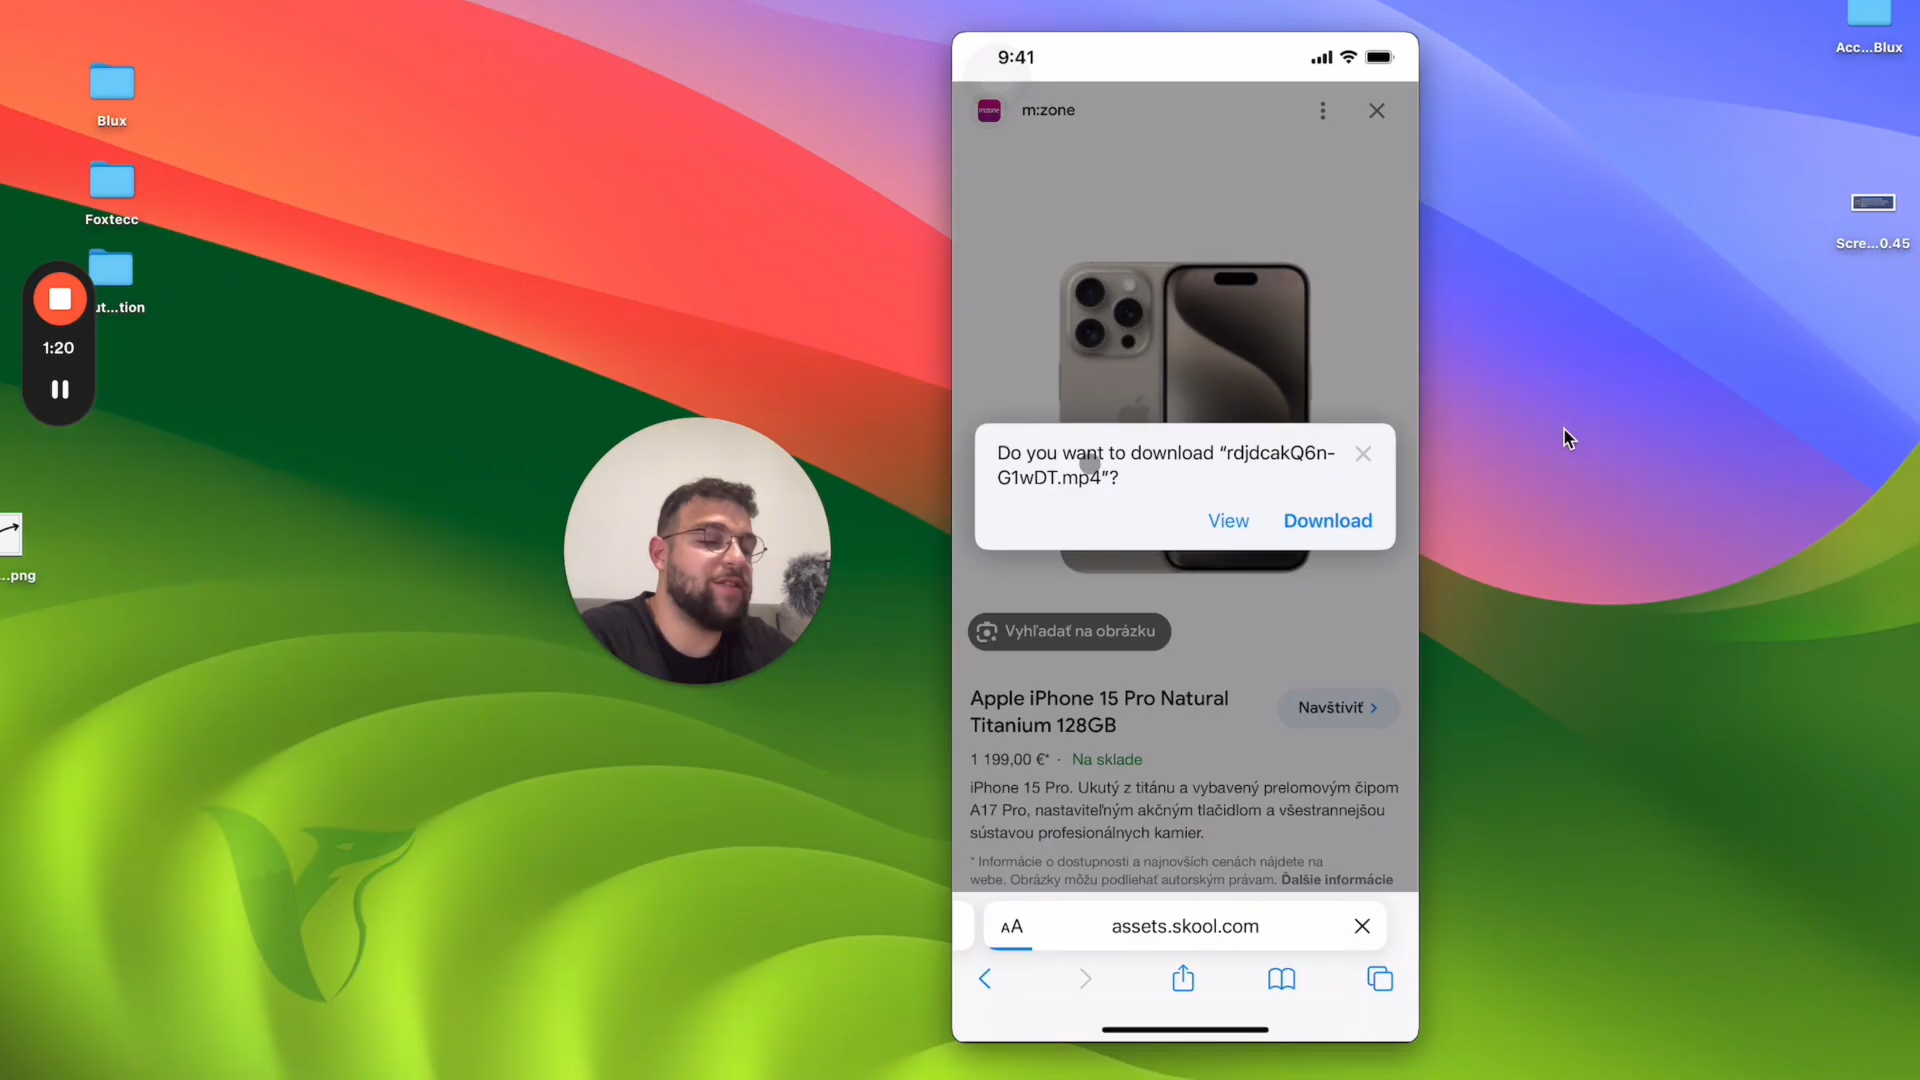 Blux
Foxtecc
ut...tion
1:20
...png
Acc...Blux
Scre...0.45
9:41
mzone
m:zone
Do you want to download “rdjdcakQ6n-
G1wDT.mp4”?
View
Download
Vyhľadať na obrázku
Apple iPhone 15 Pro Natural
Titanium 128GB
Navštíviť >
1 199,00 €* · Na sklade
iPhone 15 Pro. Ukutý z titánu a vybavený prelomovým čipom
A17 Pro, nastaviteľným akčným tlačidlom a všestrannejšou
sústavou profesionálnych kamier.
* Informácie o dostupnosti a najnovších cenách nájdete na
webe. Obrázky môžu podliehať autorským právam. Ďalšie informácie
AA
assets.skool.com